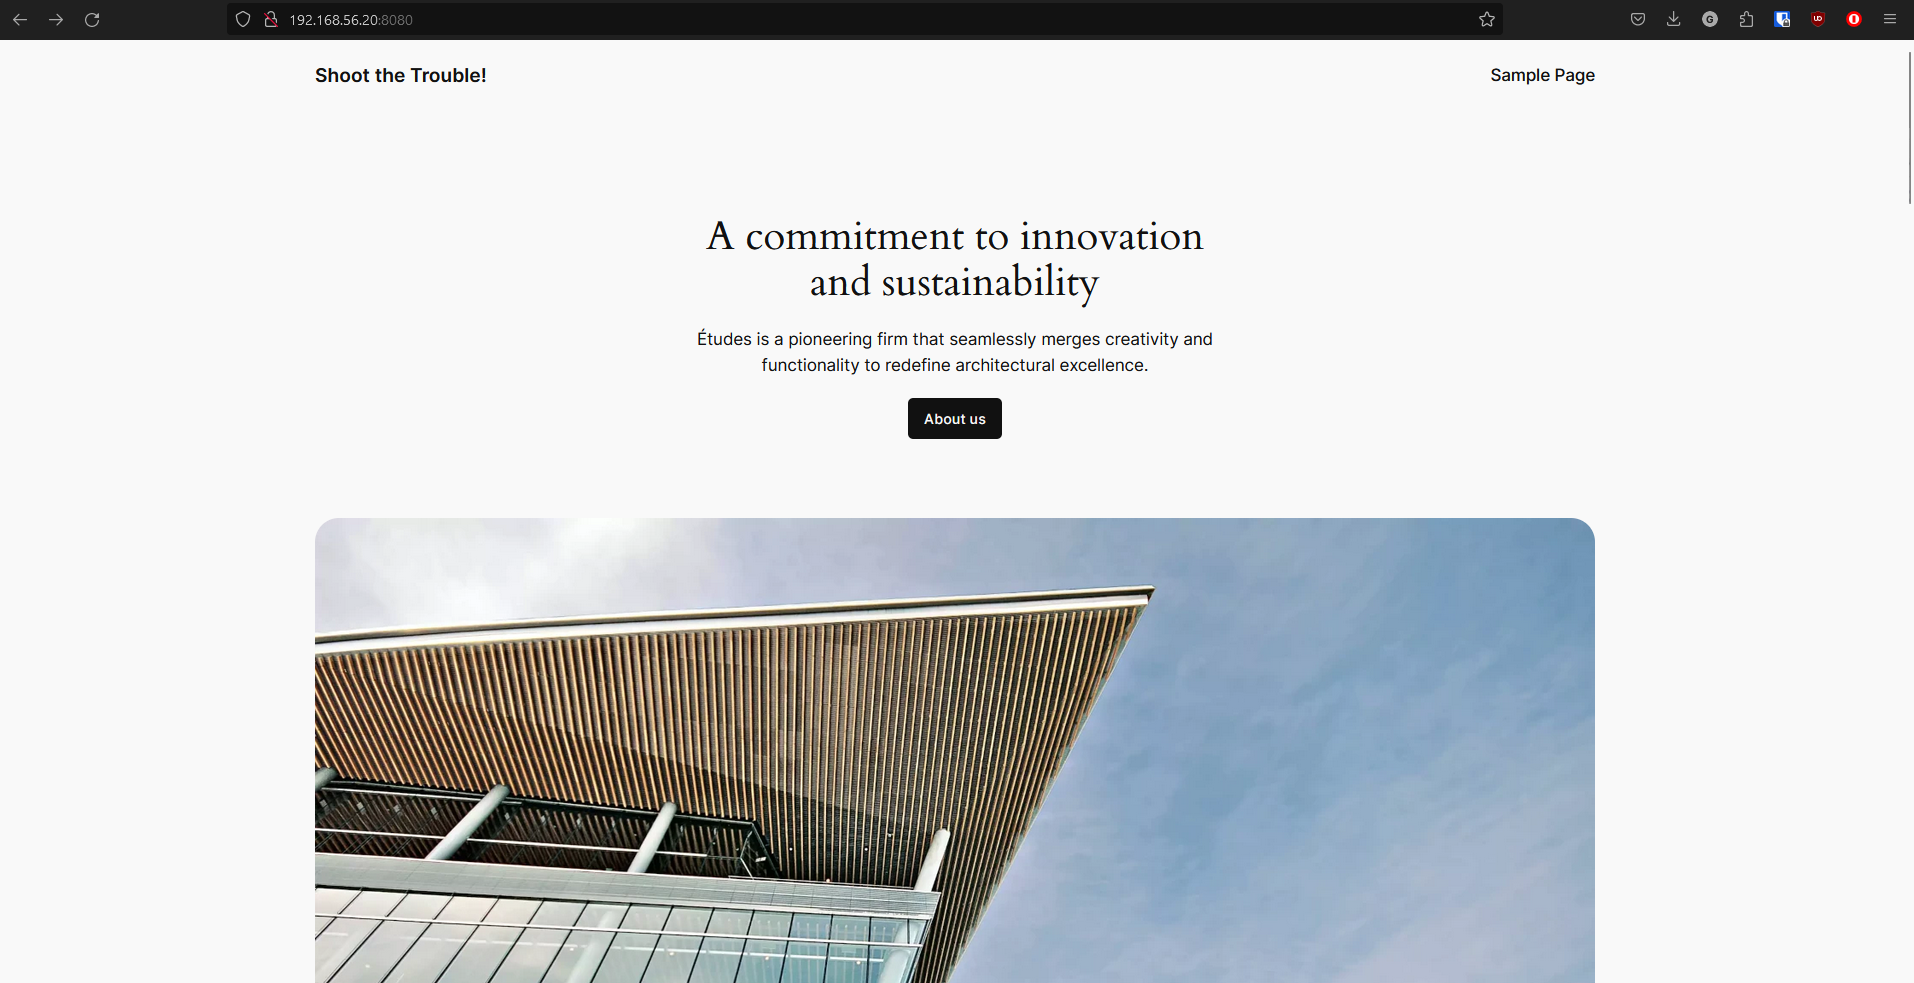 192.168.56.20:8080
Shoot the Trouble!
Sample Page
A commitment to innovation
and sustainability
Études is a pioneering firm that seamlessly merges creativity and
functionality to redefine architectural excellence.
About us